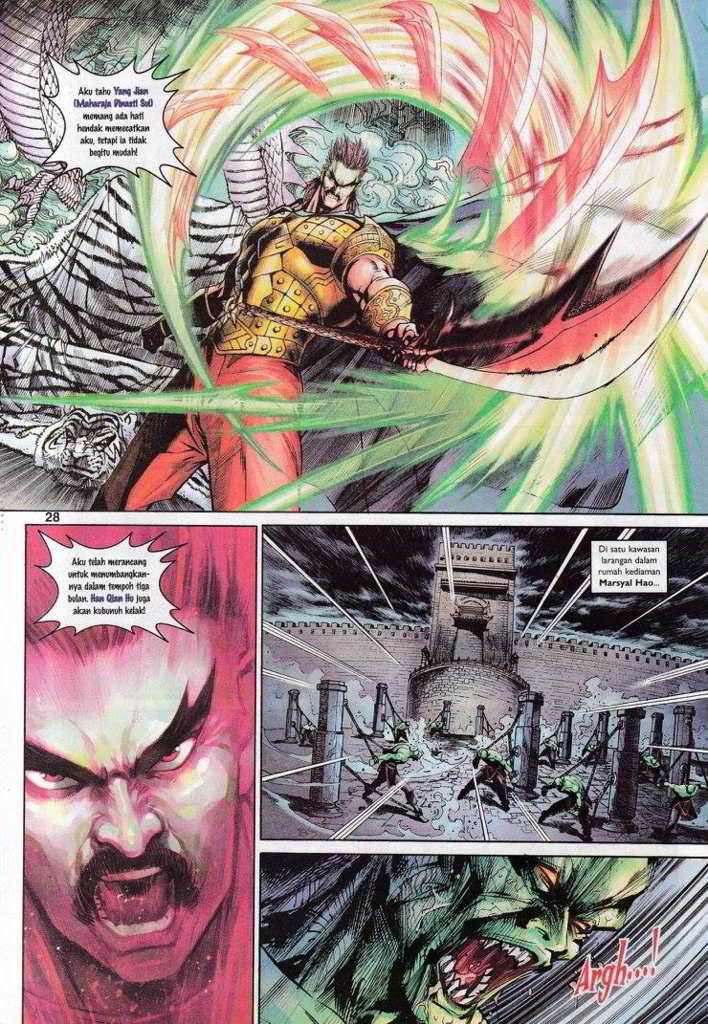 Aku tahu Yang Jian
(Maharaja Dinasti Sui)
memang ada hati
hendak memecatkan
aku, tetapi ia tidak
begitu mudah!
28
Aku telah merancang
untuk menumbangkan-
nya dalam tempoh tiga
bulan. Han Qian Hu juga
akan kubunuh kelak!
Di satu kawasan
larangan dalam
rumah kediaman
Marsyal Hao...
Argh....!